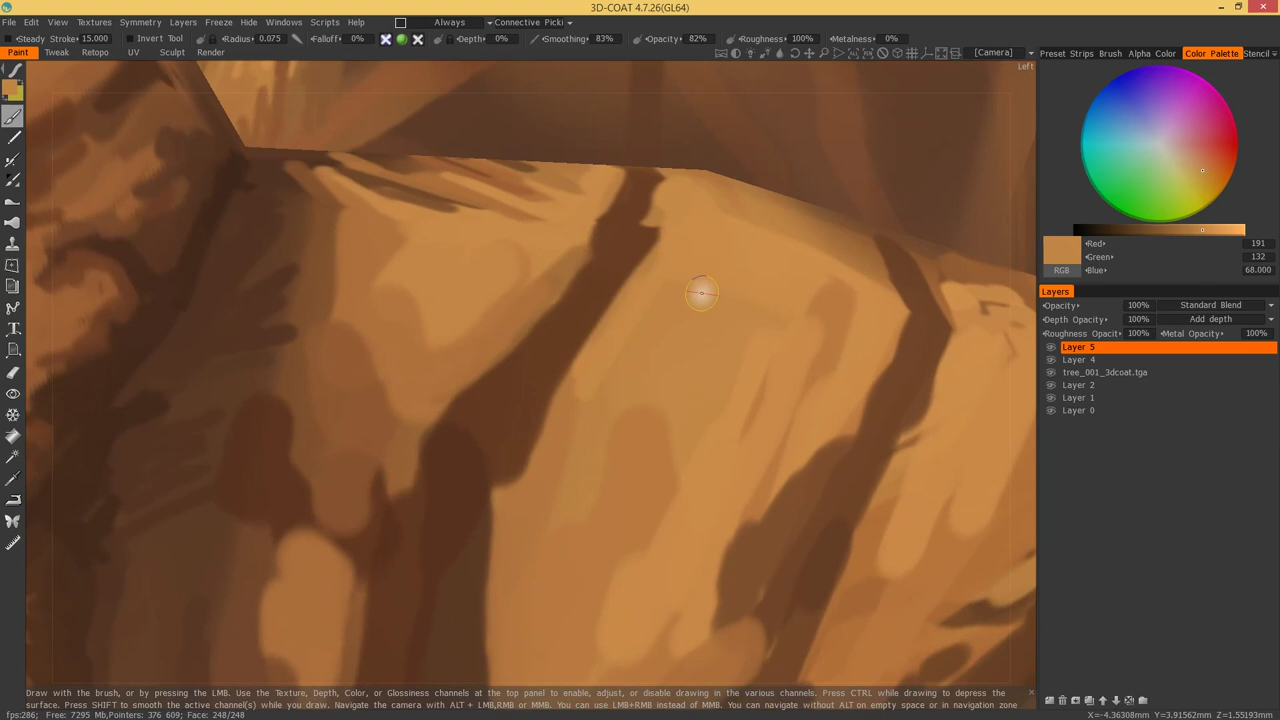 3D-COAT 4.7.26(GL64)
File Edit View Textures Symmetry Layers Freeze Hide Windows Scripts Help Always Connective Picki
Steady Stroke 15.000 Invert Tool Radius 0.075 Falloff 0% Depth 0% Smoothing 83% Opacity 82% Roughness 100% Metalness 0%
Paint Tweak Retopo UV Sculpt Render [Camera] Preset Strips Brush Alpha Color Color Palette Stencil
Left
Red 191
Green 132
RGB Blue 68.000
Layers
Opacity 100% Standard Blend
Depth Opacity 100% Add depth
Roughness Opacit 100% Metal Opacity 100%
Layer 5
Layer 4
tree_001_3dcoat.tga
Layer 2
Layer 1
Layer 0
Draw with the brush, or by pressing the LMB. Use the Texture, Depth, Color, or Glossiness channels at the top panel to enable, adjust, or disable drawing in the various channels. Press CTRL while drawing to depress the
surface. Press SHIFT to smooth the active channel(s) while you draw. Navigate the camera with ALT + LMB,RMB or MMB. You can use LMB+RMB instead of MMB. You can navigate without ALT on empty space or in navigation zone
fps:286; Free: 7295 Mb,Pointers: 376 609; Face: 248/248 X=-4.36308mm Y=3.91562mm Z=1.55193mm